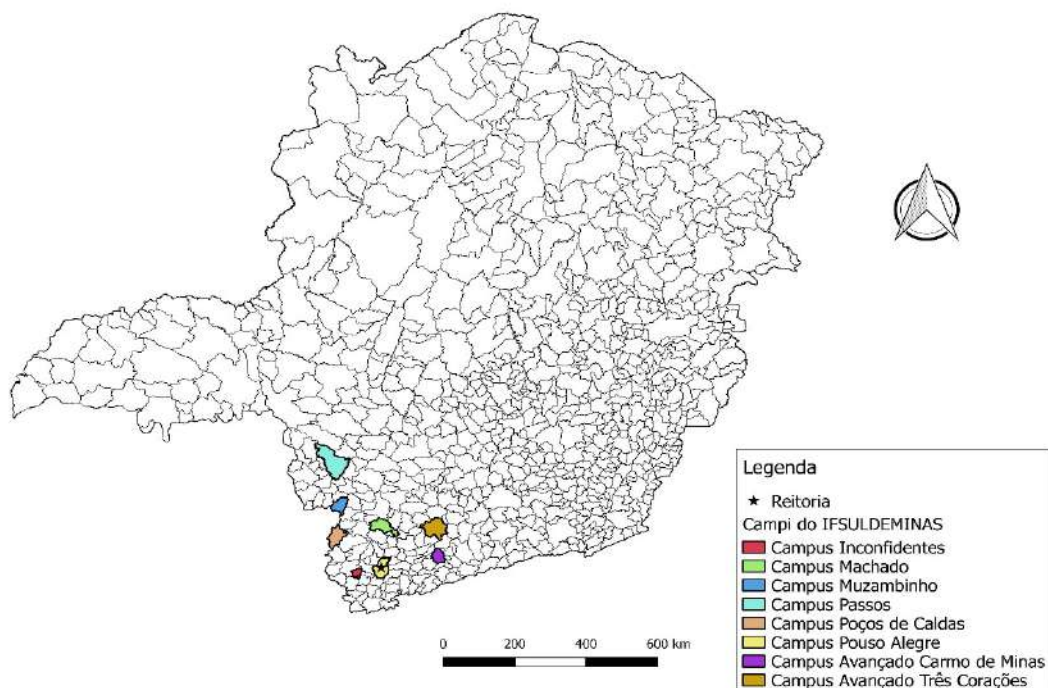 Legenda
★ Reitoria
Campi do IFSULDEMINAS
Campus Inconfidentes
Campus Machado
Campus Muzambinho
Campus Passos
Campus Poços de Caldas
Campus Pouso Alegre
Campus Avançado Carmo de Minas
Campus Avançado Três Corações
0 200 400 600 km